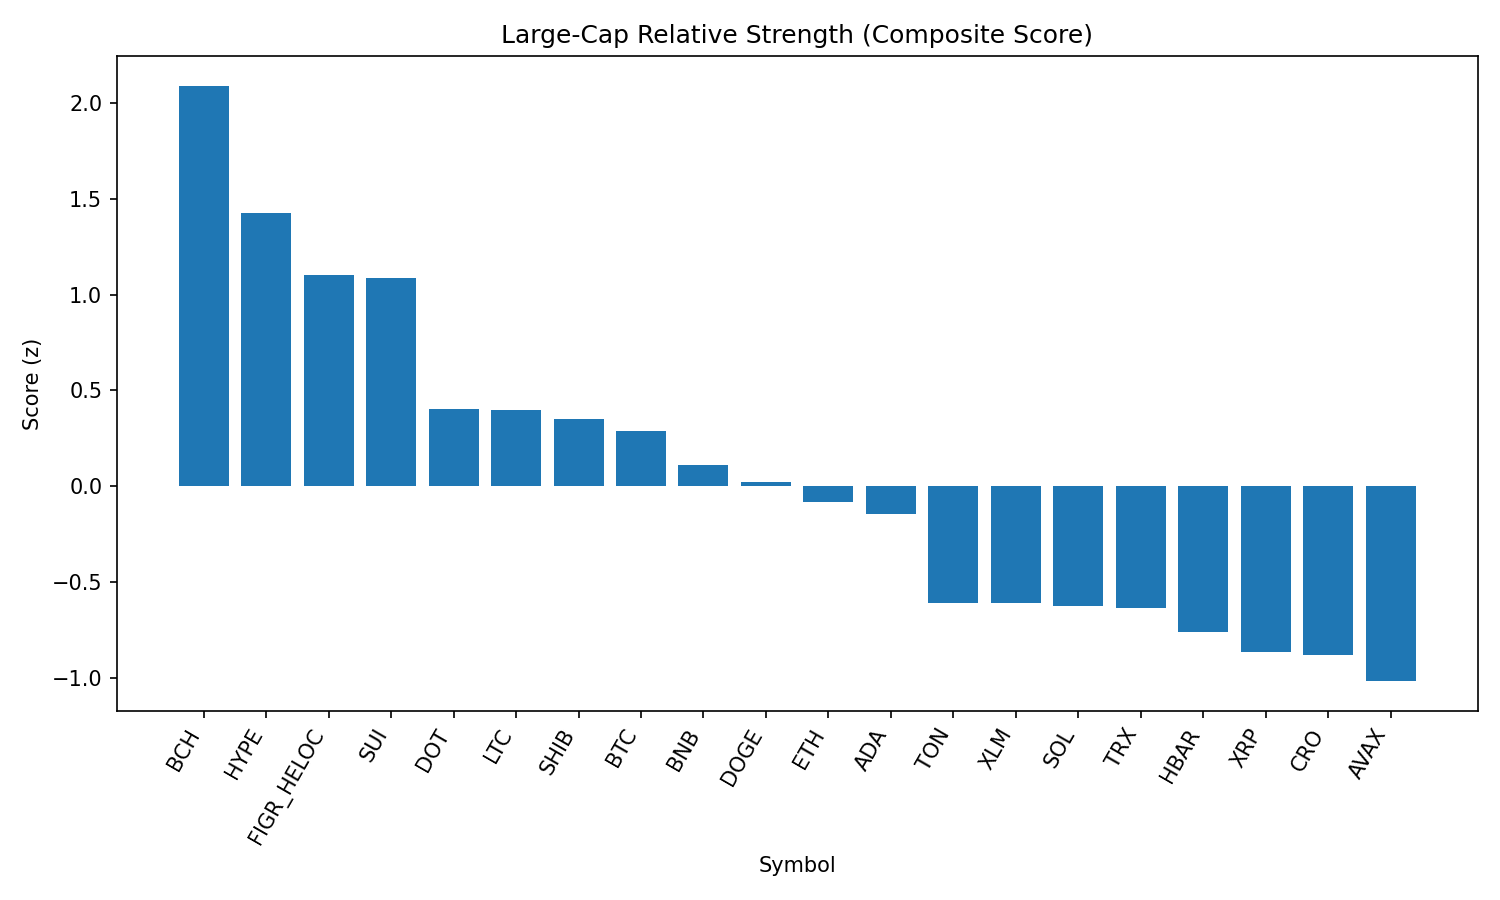 Large-Cap Relative Strength (Composite Score)
Score (z)
2.0
1.5
1.0
0.5
0.0
−0.5
−1.0
BCH
HYPE
FIGR_HELOC
SUI
DOT
LTC
SHIB
BTC
BNB
DOGE
ETH
ADA
TON
XLM
SOL
TRX
HBAR
XRP
CRO
AVAX
Symbol